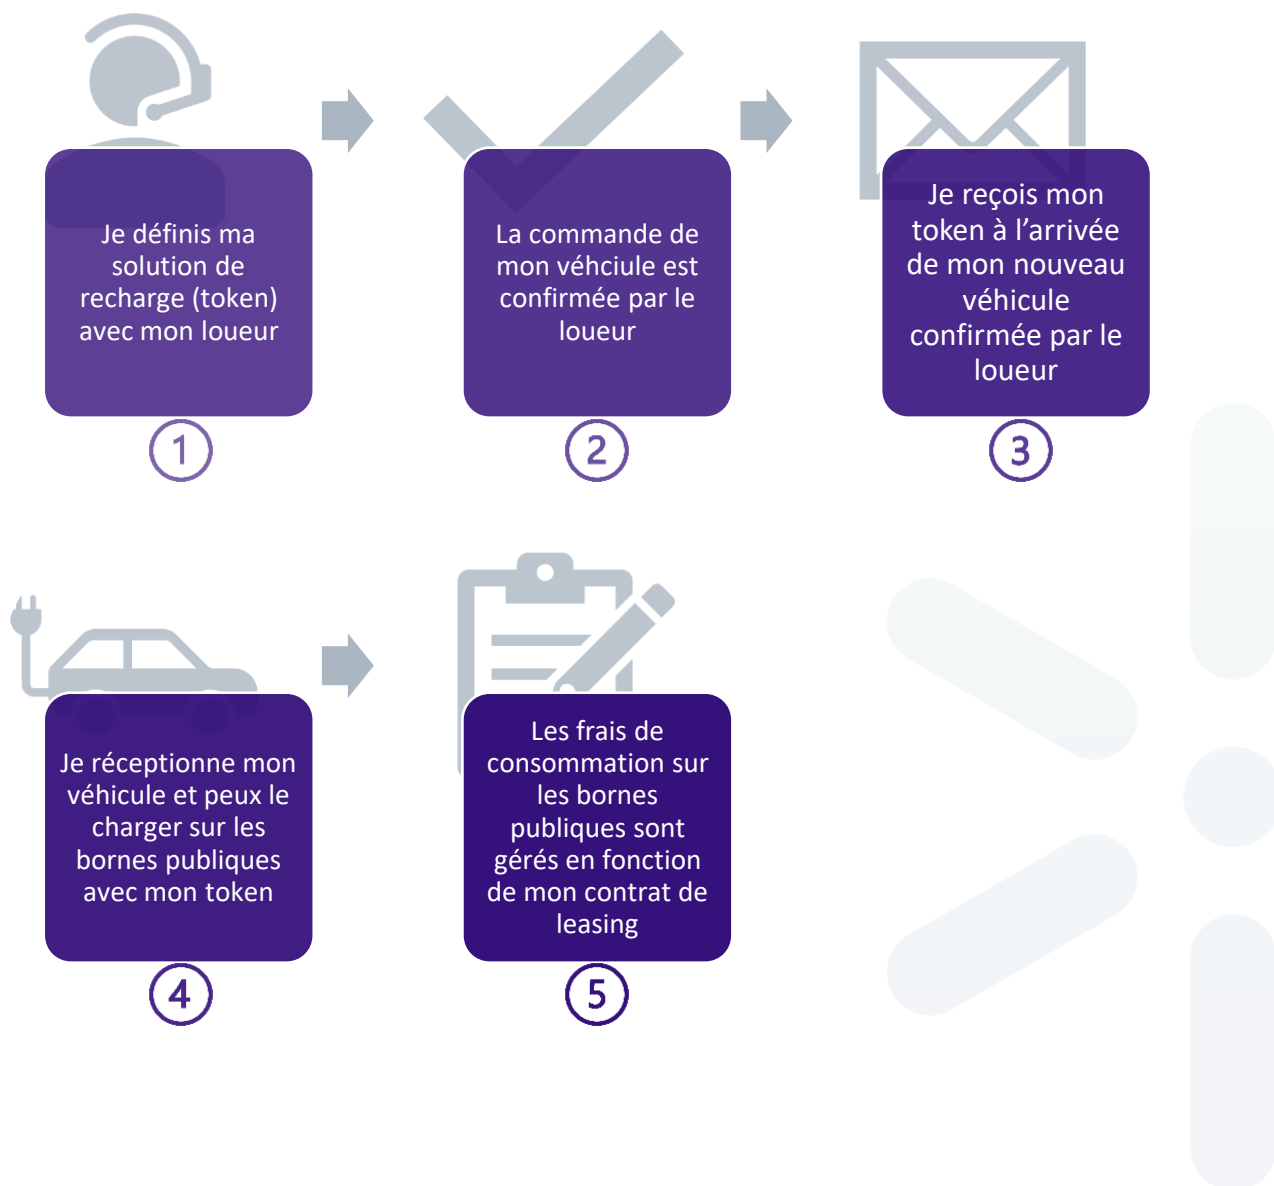 Je définis ma
solution de
recharge (token)
avec mon loueur
1
La commande de
mon véhciule est
confirmée par le
loueur
2
Je reçois mon
token à l’arrivée
de mon nouveau
véhicule
confirmée par le
loueur
3
Je réceptionne mon
véhicule et peux le
charger sur les
bornes publiques
avec mon token
4
Les frais de
consommation sur
les bornes
publiques sont
gérés en fonction
de mon contrat de
leasing
5